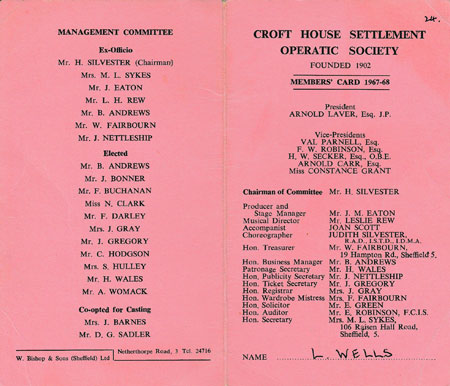 MANAGEMENT COMMITTEE
Ex-Officio
Mr. H. SILVESTER (Chairman)
Mrs. M. L. SYKES
Mr. J. EATON
Mr. L. H. REW
Mr. B. ANDREWS
Mr. W. FAIRBOURN
Mr. J. NETTLESHIP
Elected
Mr. B. ANDREWS
Mr. J. BONNER
Mr. F. BUCHANAN
Miss N. CLARK
Mr. F. DARLEY
Mrs. J. GRAY
Mr. J. GREGORY
Mr. C. HODGSON
Mrs. S. HULLEY
Mr. H. WALES
Mr. A. WOMACK
Co-opted for Casting
Mrs. J. BARNES
Mr. D. G. SADLER
W. Bishop & Sons (Sheffield) Ltd
Netherthorpe Road, 3 Tel. 24716
24.
CROFT HOUSE SETTLEMENT
OPERATIC SOCIETY
FOUNDED 1902
MEMBERS' CARD 1967-68
President
ARNOLD LAVER, Esq. J.P.
Vice-Presidents
VAL PARNELL, Esq.
F. W. ROBINSON, Esq.
H. W. SECKER, Esq., O.B.E.
ARNOLD CARR, Esq.
Miss CONSTANCE GRANT
Chairman of Committee Mr. H. SILVESTER
Producer and
Stage Manager Mr. J. M. EATON
Musical Director Mr. LESLIE REW
Accompanist JOAN SCOTT
Choreographer JUDITH SILVESTER,
R.A.D., I.S.T.D., I.D.M.A.
Hon. Treasurer Mr. W. FAIRBOURN,
19 Hampton Rd., Sheffield 5.
Hon. Business Manager Mr. B. ANDREWS
Patronage Secretary Mr. H. WALES
Hon. Publicity Secretary Mr. J. NETTLESHIP
Hon. Ticket Secretary Mr. J. GREGORY
Hon. Registrar Mrs. J. GRAY
Hon. Wardrobe Mistress Mrs. F. FAIRBOURN
Hon. Solicitor Mr. E. GREEN
Hon. Auditor Mr. E. ROBINSON, F.C.I.S.
Hon. Secretary Mrs. M. L. SYKES,
106 Raisen Hall Road,
Sheffield, 5.
NAME L. WELLS